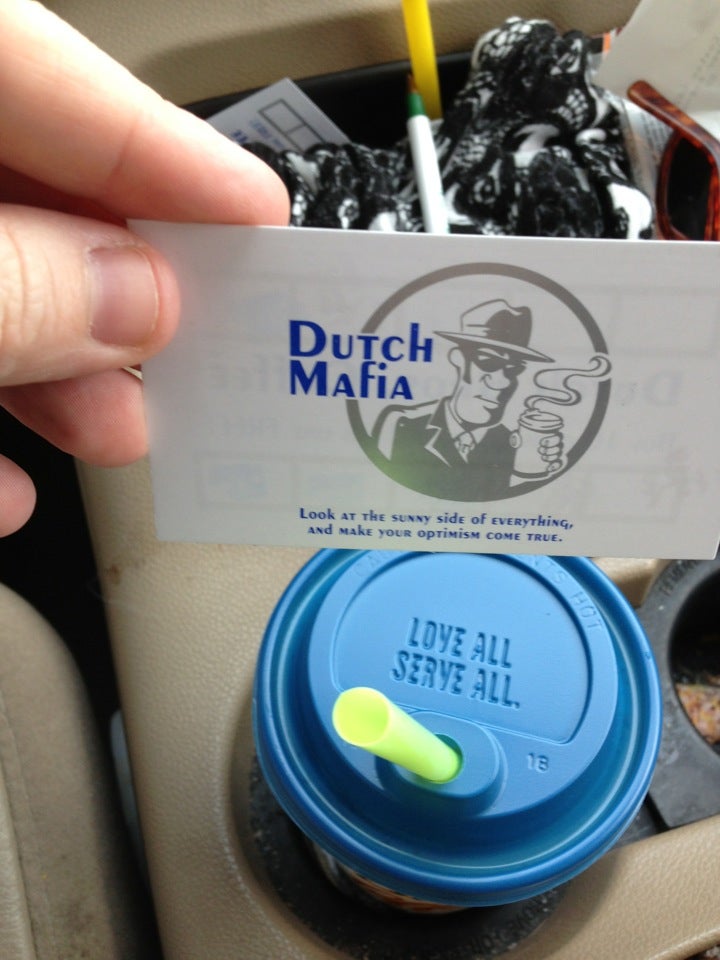 Dutch
Mafia
Look at the sunny side of everything,
and make your optimism come true.
LOVE ALL
SERVE ALL.
18